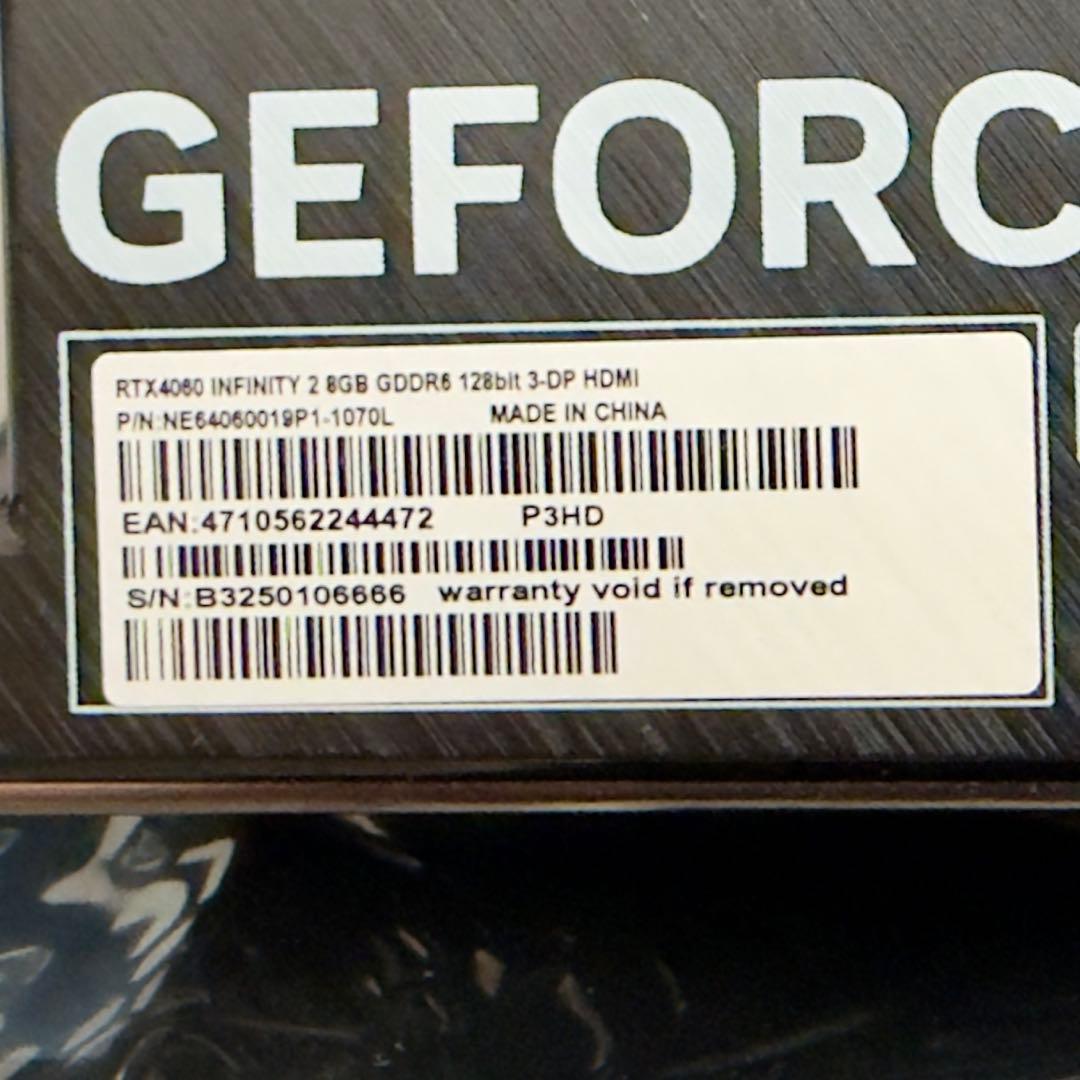 GEFORC
RTX4060 INFINITY 2 8GB GDDR6 128bit 3-DP HDMI
P/N:NE64060019P1-1070L MADE IN CHINA
EAN:4710562244472 P3HD
S/N:B3250106666 warranty void if removed